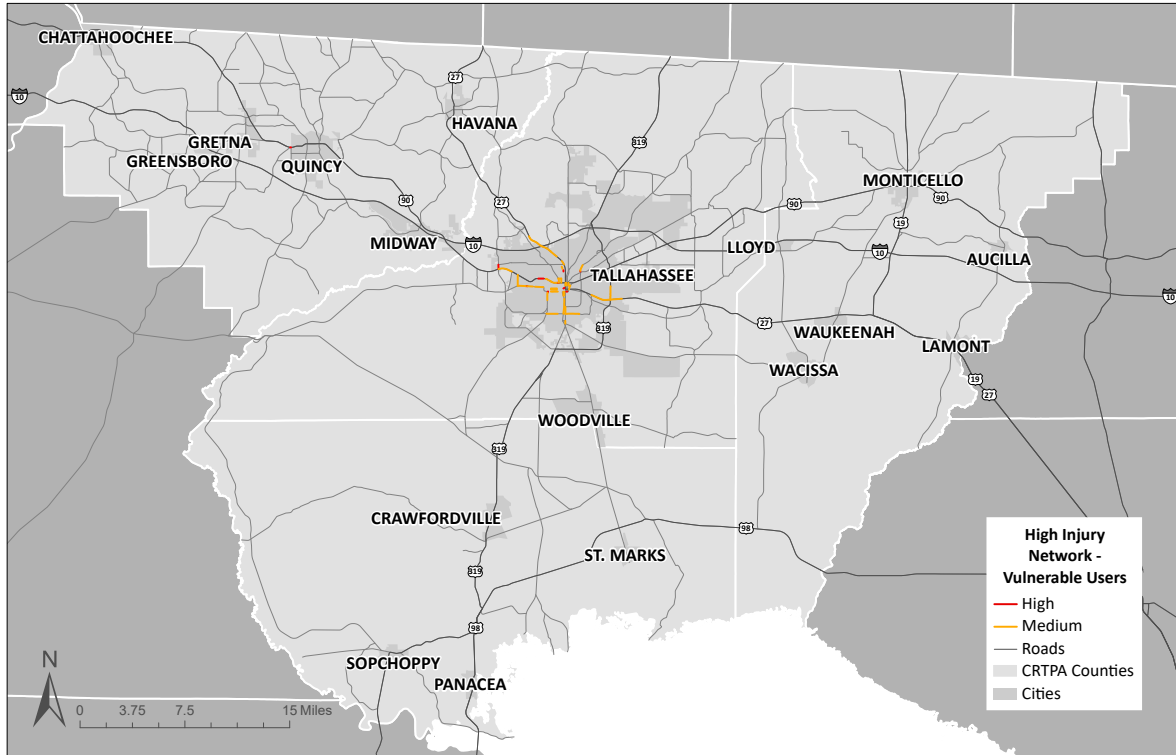 CHATTAHOOCHEE
27
10
HAVANA
319
GRETNA
GREENSBORO
QUINCY
MONTICELLO
90
27
90
90
19
MIDWAY
10
LLOYD
10
AUCILLA
TALLAHASSEE
10
27
319
WAUKEENAH
LAMONT
WACISSA
19
27
WOODVILLE
319
CRAWFORDVILLE
98
ST. MARKS
319
98
SOPCHOPPY
PANACEA
High Injury
Network -
Vulnerable Users
High
Medium
Roads
CRTPA Counties
Cities
N
0 3.75 7.5 15 Miles